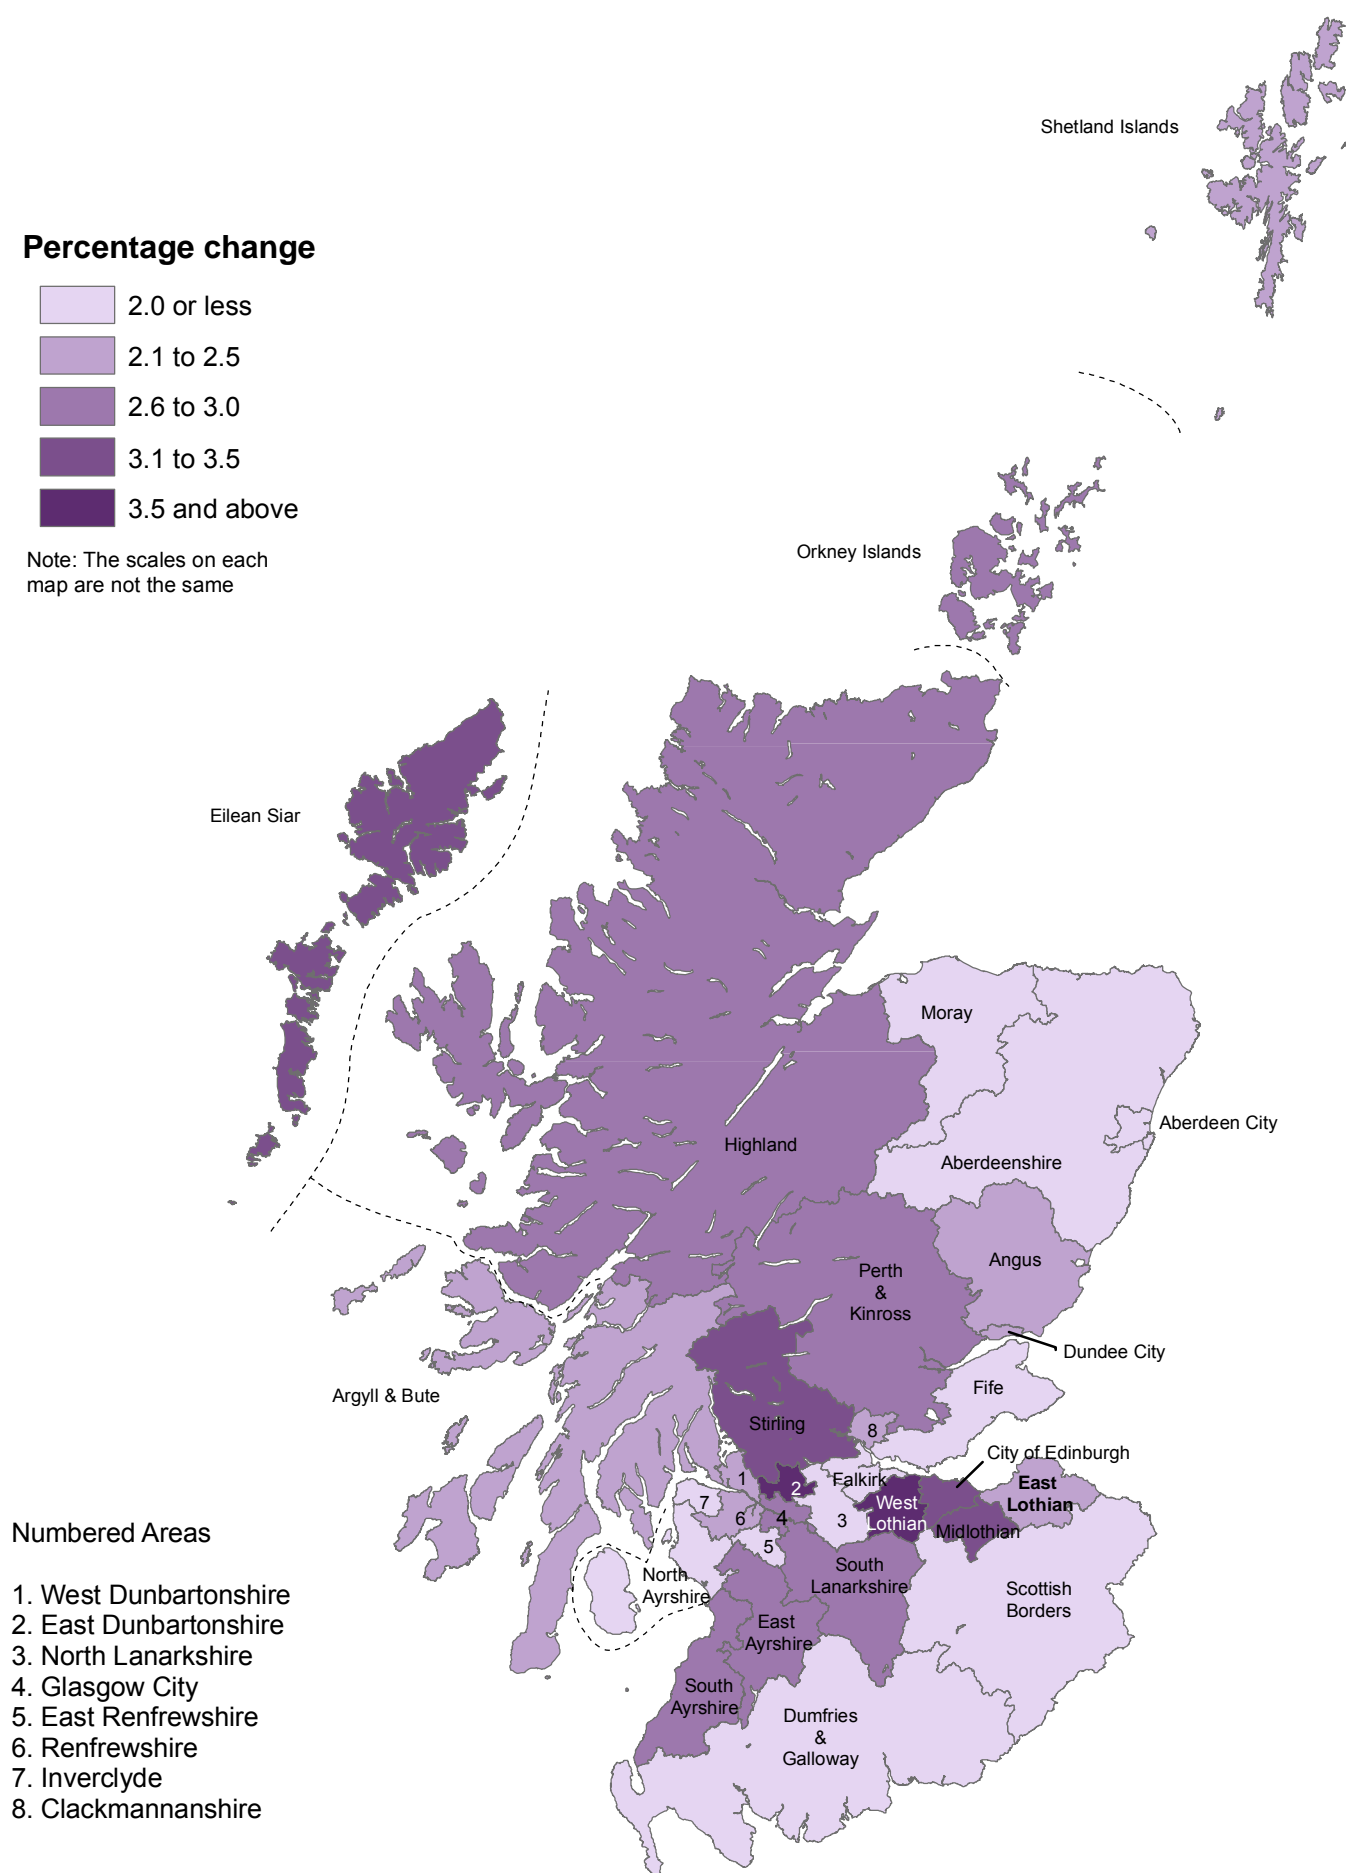 Shetland Islands
Percentage change
2.0 or less
2.1 to 2.5
2.6 to 3.0
3.1 to 3.5
3.5 and above
Note: The scales on each
map are not the same
Orkney Islands
Eilean Siar
Moray
Aberdeen City
Highland
Aberdeenshire
Angus
Perth
&
Kinross
Dundee City
Argyll & Bute
Fife
Stirling
8
City of Edinburgh
1
2
Falkirk
East
Lothian
7
6
4
3
West
Lothian
Midlothian
5
North
Ayrshire
South
Lanarkshire
Scottish
Borders
East
Ayrshire
South
Ayrshire
Dumfries
&
Galloway
Numbered Areas
1. West Dunbartonshire
2. East Dunbartonshire
3. North Lanarkshire
4. Glasgow City
5. East Renfrewshire
6. Renfrewshire
7. Inverclyde
8. Clackmannanshire